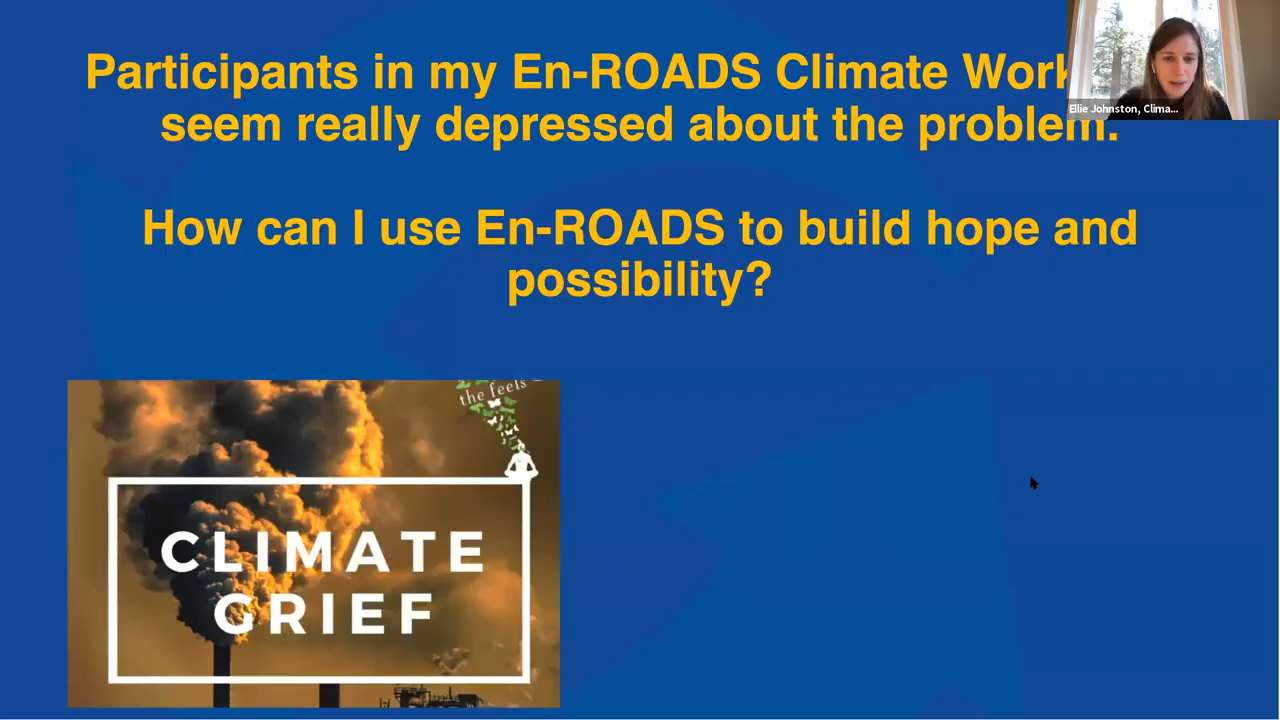 Participants in my En-ROADS Climate Work
seem really depressed about the problem.
How can I use En-ROADS to build hope and
possibility?
Ellie Johnston, Clima...
the feels
CLIMATE
GRIEF